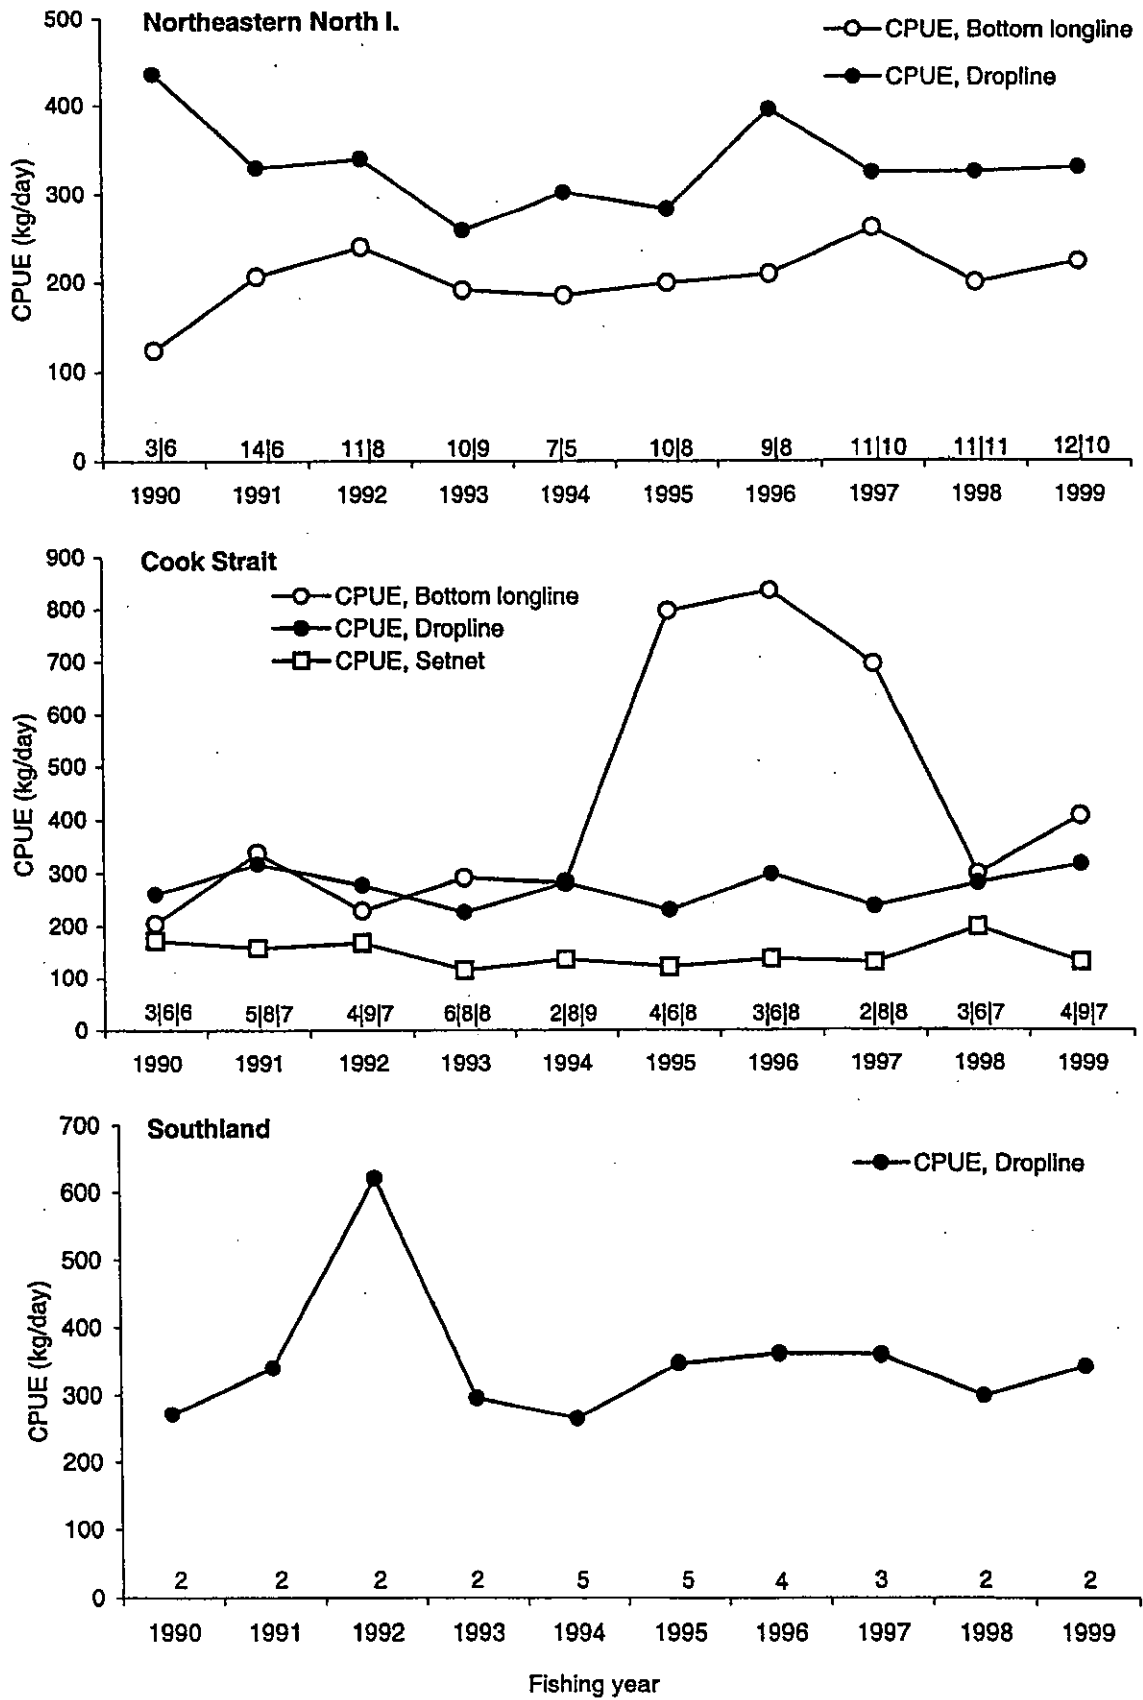 Northeastern North I.
CPUE, Bottom longline
CPUE, Dropline
CPUE (kg/day)
500
400
300
200
100
0
3|6 14|6 11|8 10|9 7|5 10|8 9|8 11|10 11|11 12|10
1990 1991 1992 1993 1994 1995 1996 1997 1998 1999
Cook Strait
CPUE, Bottom longline
CPUE, Dropline
CPUE, Setnet
CPUE (kg/day)
900
800
700
600
500
400
300
200
100
0
3|6|6 5|8|7 4|9|7 6|8|8 2|8|9 4|6|8 3|6|8 2|8|8 3|6|7 4|9|7
1990 1991 1992 1993 1994 1995 1996 1997 1998 1999
Southland
CPUE, Dropline
CPUE (kg/day)
700
600
500
400
300
200
100
0
2 2 2 2 5 5 4 3 2 2
1990 1991 1992 1993 1994 1995 1996 1997 1998 1999
Fishing year